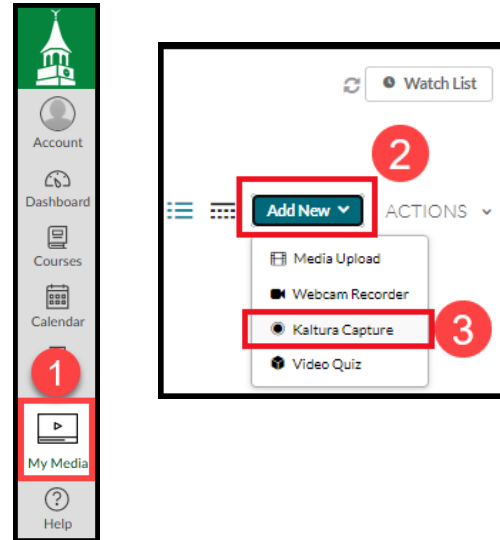 Account
Dashboard
Courses
Calendar
1
My Media
Help
Watch List
2
Add New
ACTIONS
Media Upload
Webcam Recorder
Kaltura Capture
3
Video Quiz